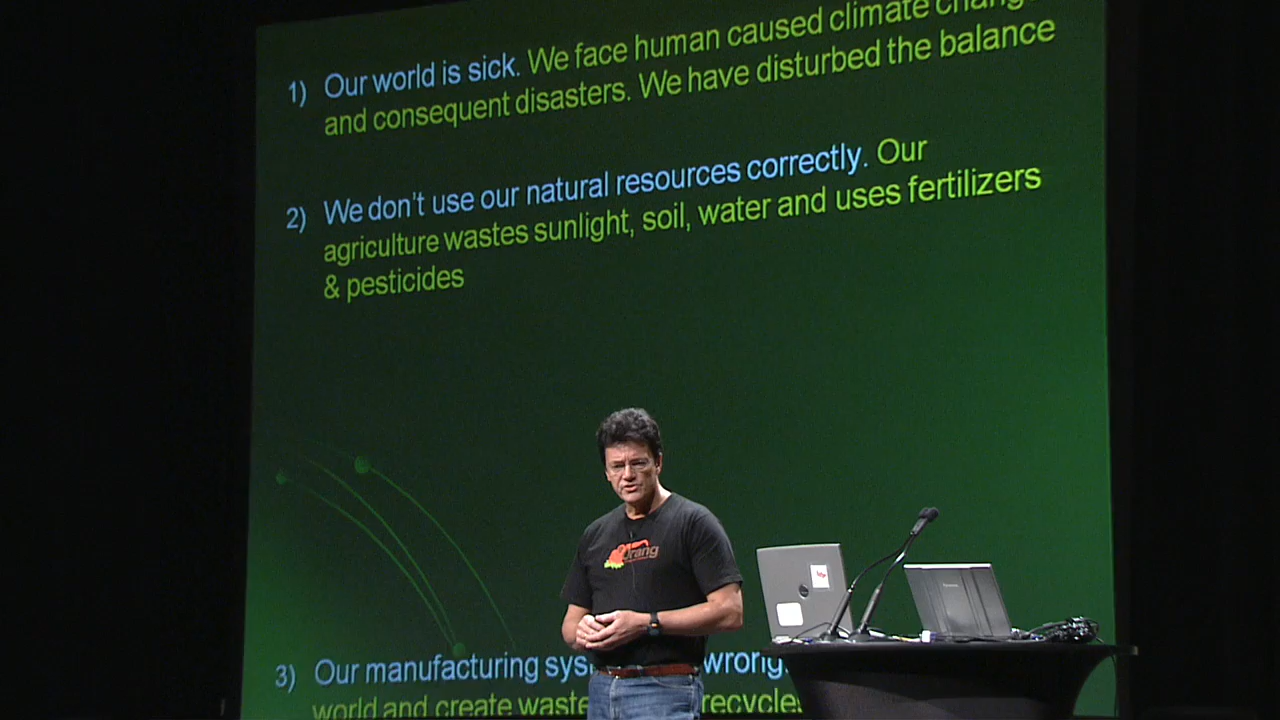 1) Our world is sick. We face human caused climate
and consequent disasters. We have disturbed the balance
2) We don't use our natural resources correctly. Our
agriculture wastes sunlight, soil, water and uses fertilizers
& pesticides
3) Our manufacturing wrong
world and create waste recycles